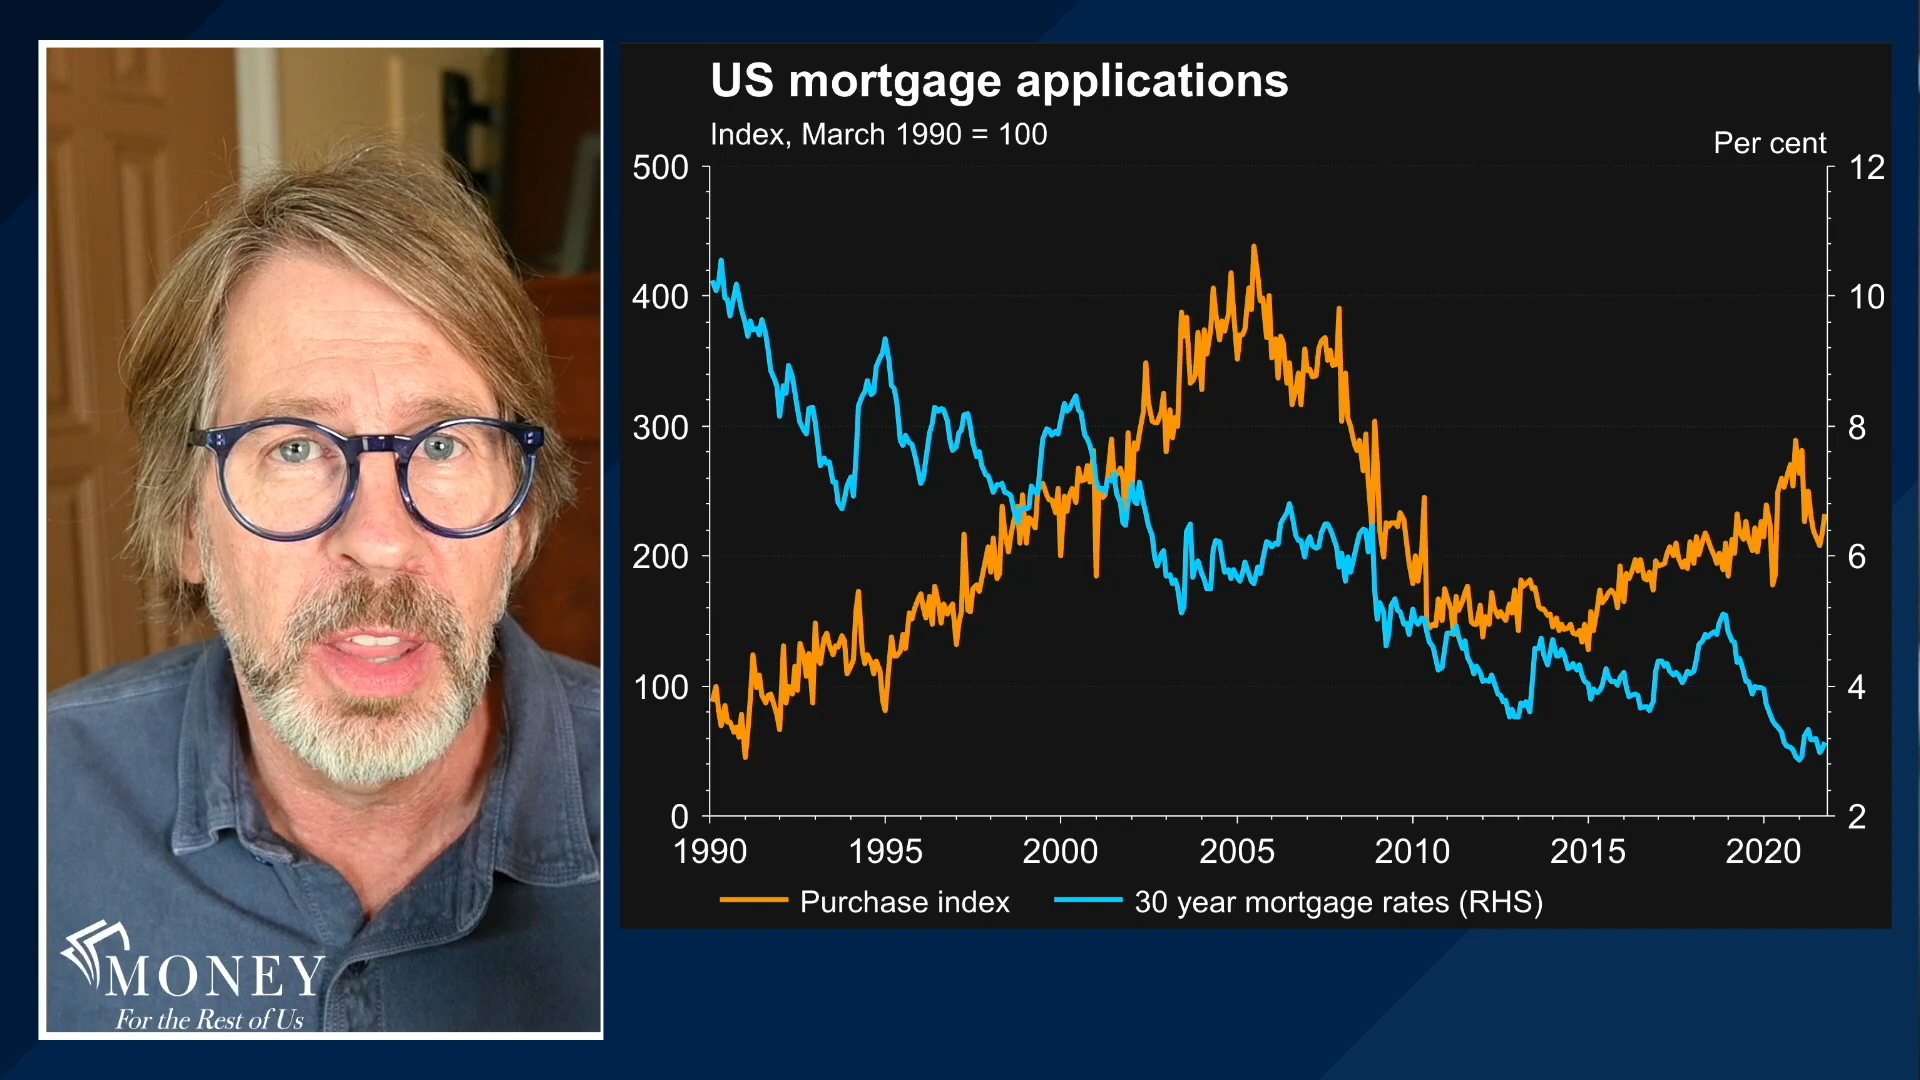 US mortgage applications
Index, March 1990 = 100
Per cent
500
400
300
200
100
0
12
10
8
6
4
2
1990 1995 2000 2005 2010 2015 2020
Purchase index 30 year mortgage rates (RHS)
MONEY
For the Rest of Us